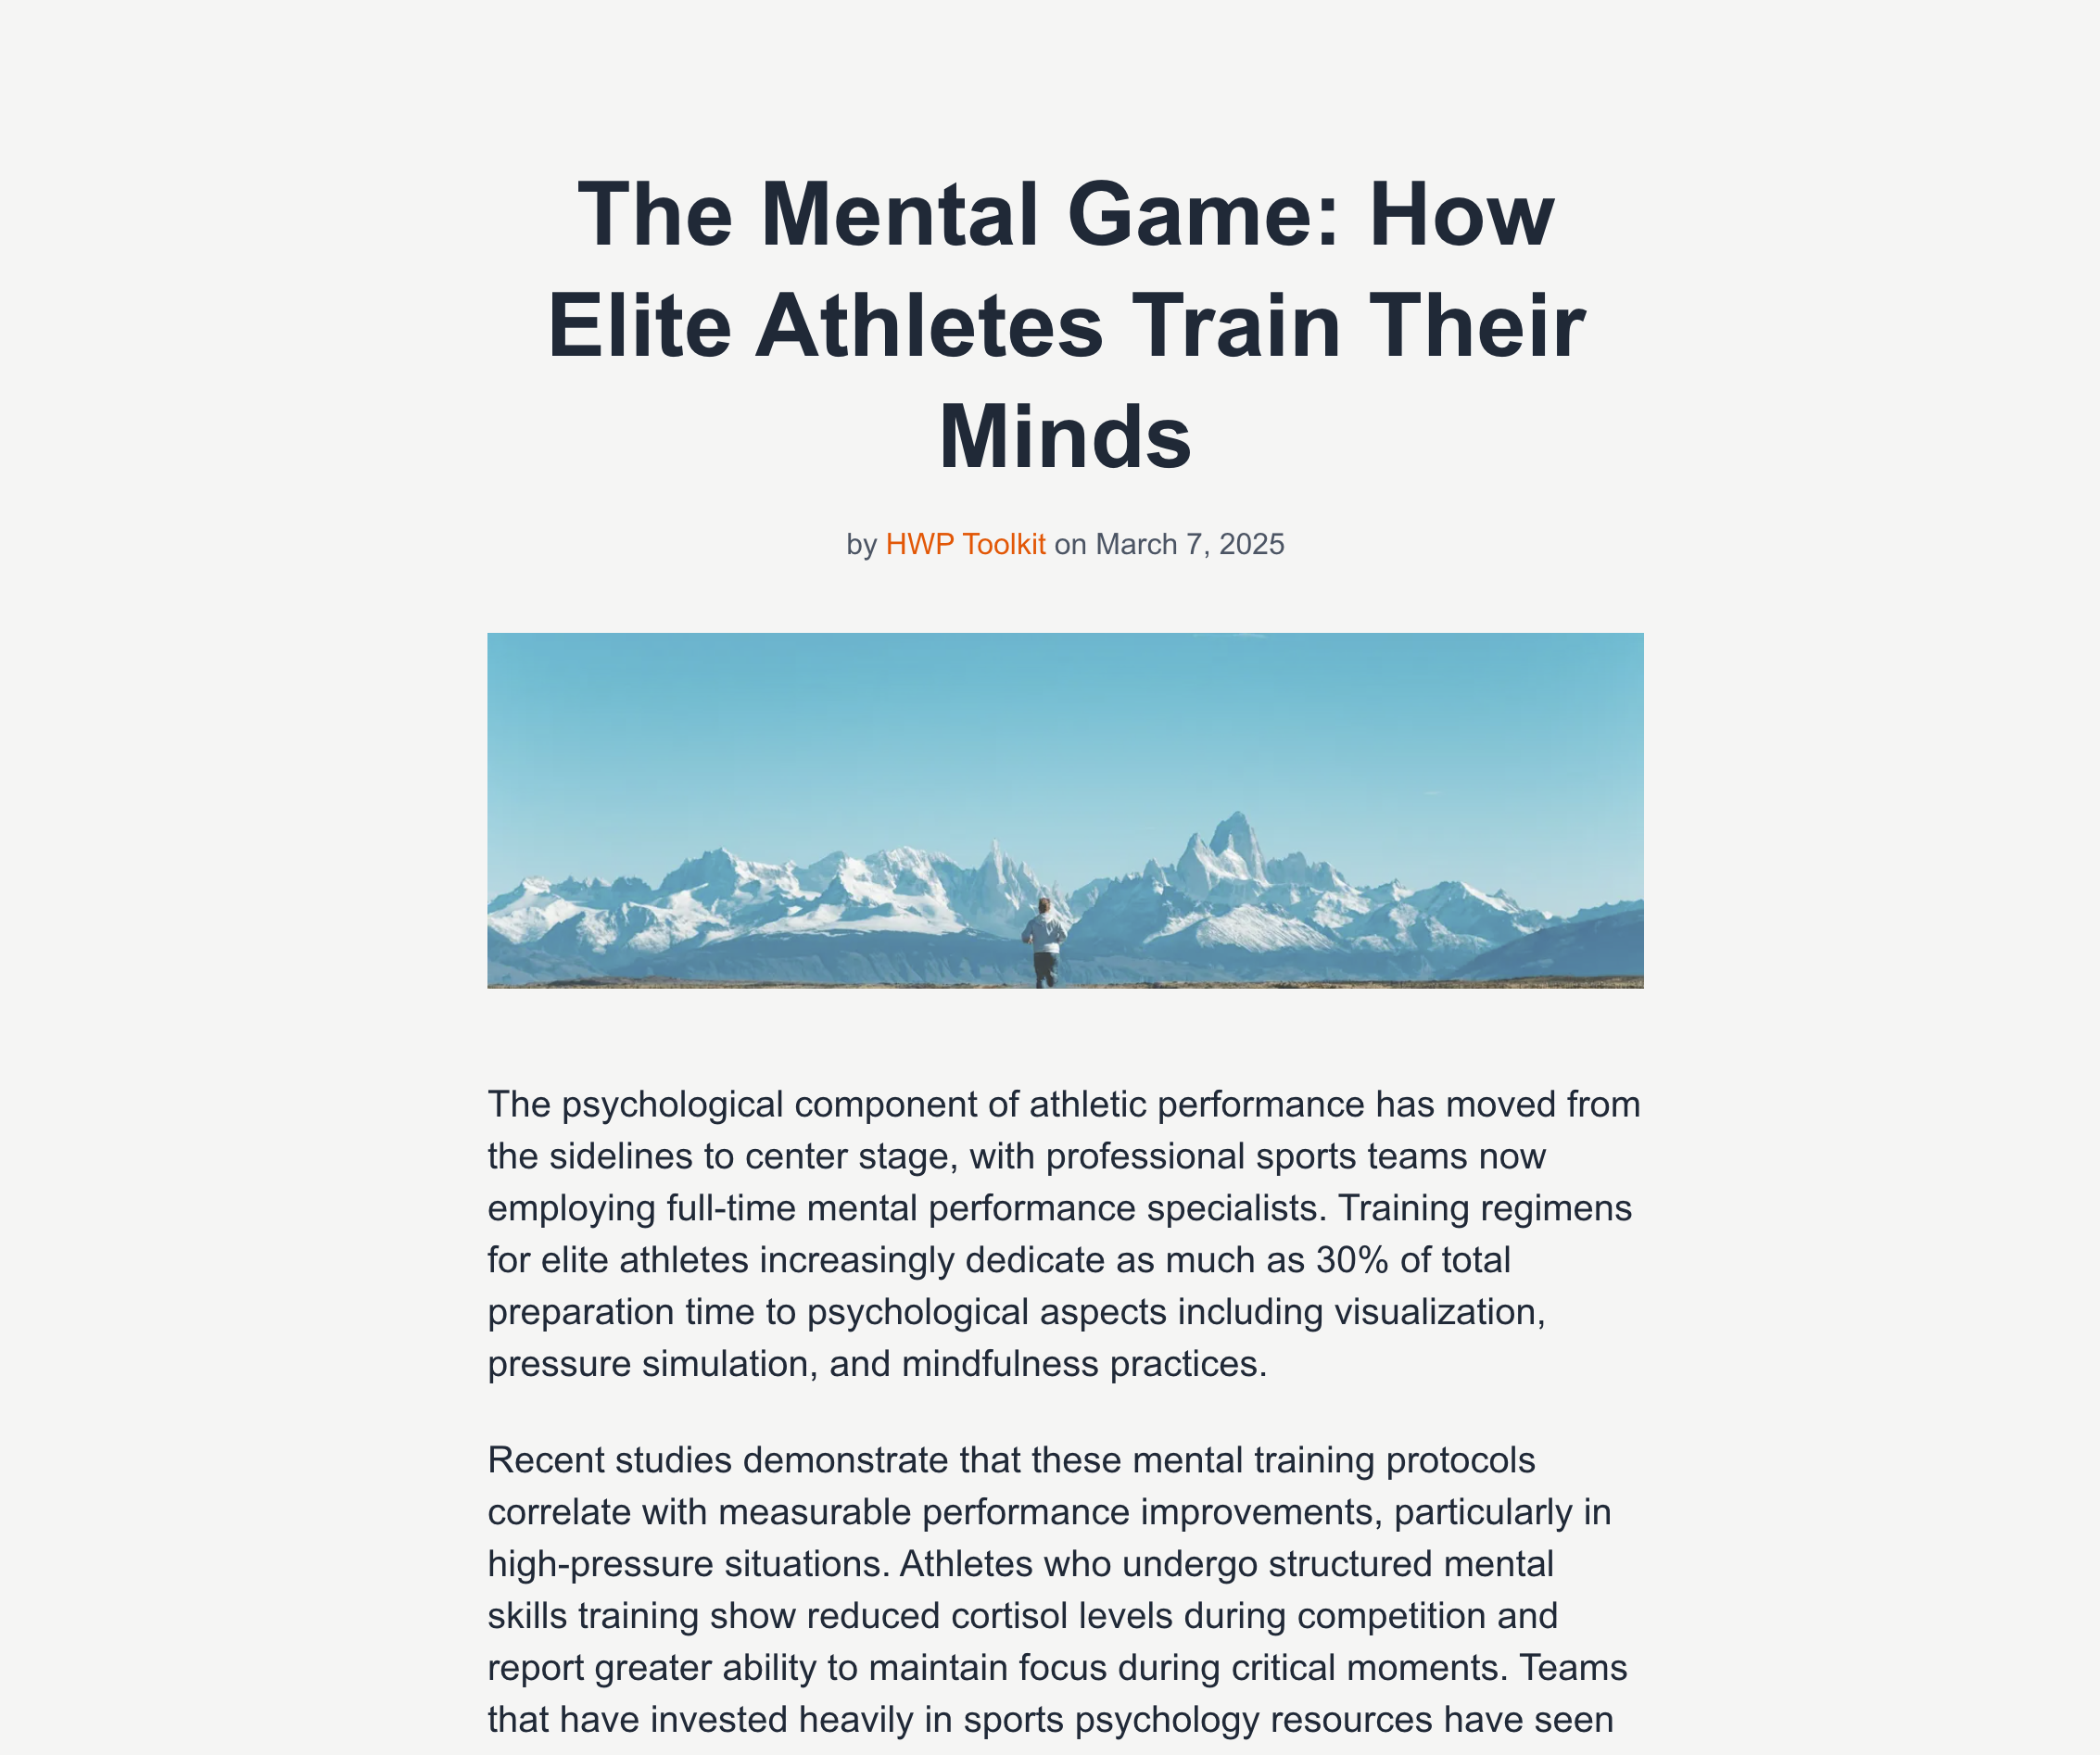 The Mental Game: How
Elite Athletes Train Their
Minds
by HWP Toolkit on March 7, 2025
The psychological component of athletic performance has moved from
the sidelines to center stage, with professional sports teams now
employing full-time mental performance specialists. Training regimens
for elite athletes increasingly dedicate as much as 30% of total
preparation time to psychological aspects including visualization,
pressure simulation, and mindfulness practices.
Recent studies demonstrate that these mental training protocols
correlate with measurable performance improvements, particularly in
high-pressure situations. Athletes who undergo structured mental
skills training show reduced cortisol levels during competition and
report greater ability to maintain focus during critical moments. Teams
that have invested heavily in sports psychology resources have seen